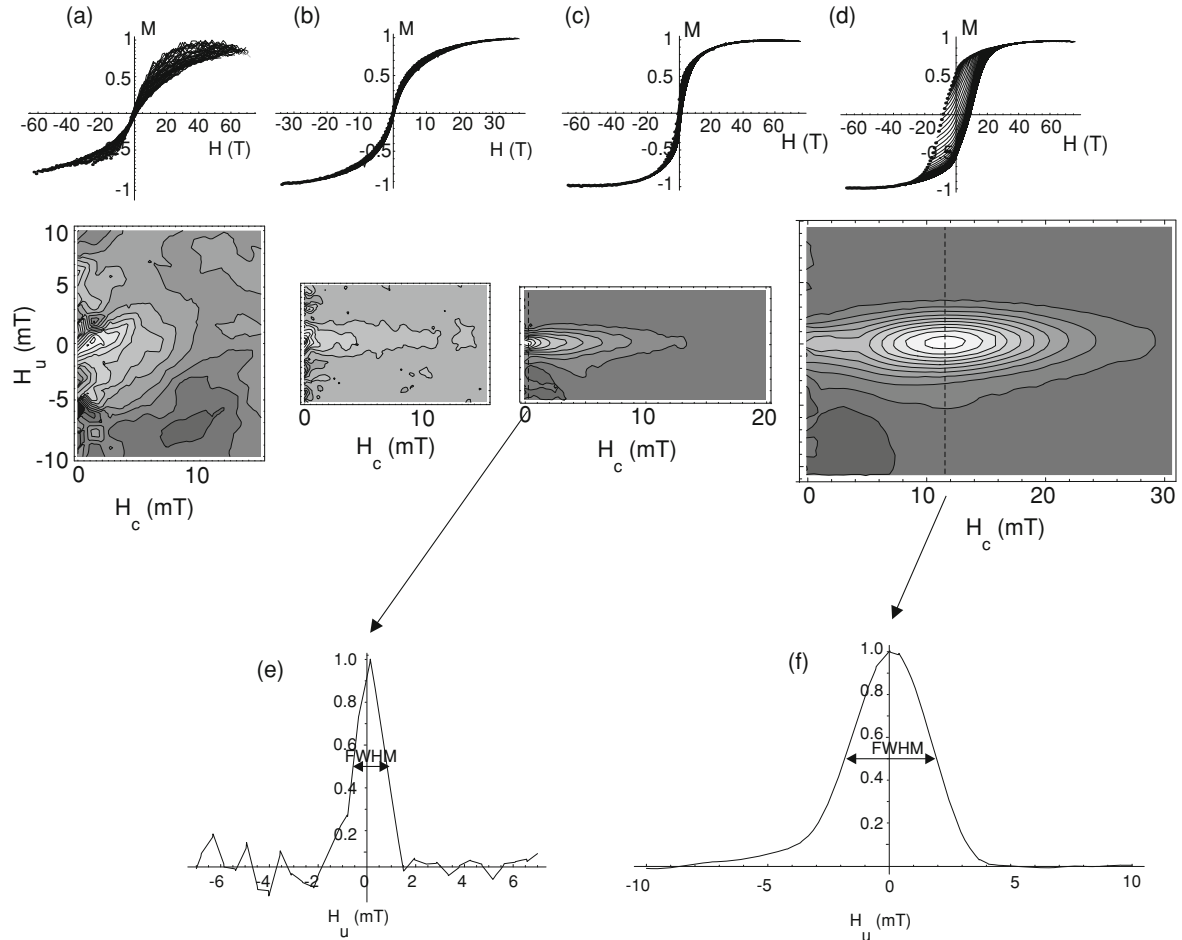 (a) (b) (c) (d)
M M M M
1 1 1 1
0.5 0.5 0.5 0.5
-60 -40 -20 20 40 60
-30 -20 -10 10 20 30
-60 -40 -20 20 40 60
-60 -40 -20 20 40 60
H (T) H (T) H (T) H (T)
-0.5 -0.5 -0.5 -0.5
-1 -1 -1 -1
10
5
0
-5
-10
H_u (mT)
0 10
H_c (mT)
0 10
H_c (mT)
0 10 20
H_c (mT)
0 10 20 30
H_c (mT)
(e)
1.0
0.8
0.6
FWHM
0.4
0.2
-6 -4 -2 0 2 4 6
H_u (mT)
(f)
1.0
0.8
0.6
FWHM
0.4
0.2
-10 -5 0 5 10
H_u (mT)